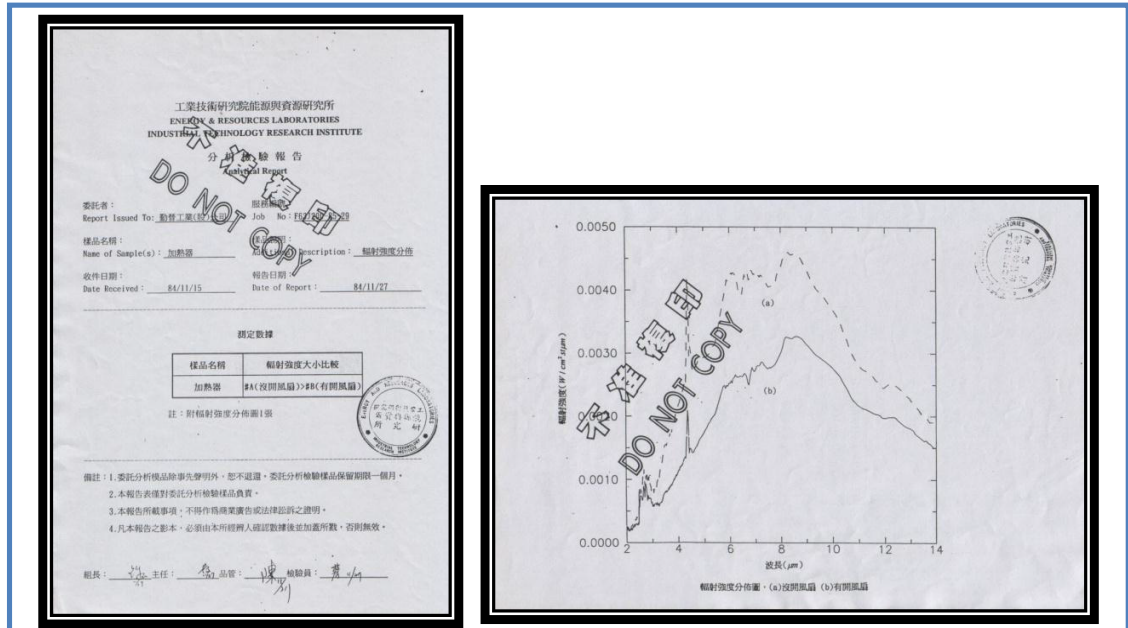 工業技術研究院能源與資源研究所
ENERGY & RESOURCES LABORATORIES
INDUSTRIAL TECHNOLOGY RESEARCH INSTITUTE
分析檢驗報告
Analytical Report
不准複印
DO NOT COPY
委託者：
Report Issued To:
Job No:
樣品名稱：
Name of Sample(s): 加熱器
Additional Description: 輻射強度分佈
收件日期：
報告日期：
Date Received: 84/11/15
Date of Report: 84/11/27
測定數據
樣品名稱 輻射強度大小比較
加熱器 #A(沒開風扇)>#B(有開風扇)
註：附輻射強度分佈圖1張
備註：1.委託分析樣品除事先聲明外，恕不退還。委託分析檢驗樣品保留期限一個月。
2.本報告表僅對委託分析檢驗樣品負責。
3.本報告所載事項，不得作為商業廣告或法律訴訟之證明。
4.凡本報告之影本，必須由本所經濟人確認數據後並加蓋所戳，否則無效。
組長： 主任： 品管： 陳 檢驗員：
0.0050
0.0040
0.0030
0.0010
0.0000
輻射強度(W/cm²srμm)
不准複印
DO NOT COPY
(a)
(b)
2 4 6 8 10 12 14
波長(μm)
輻射強度分佈圖，(a)沒開風扇 (b)有開風扇